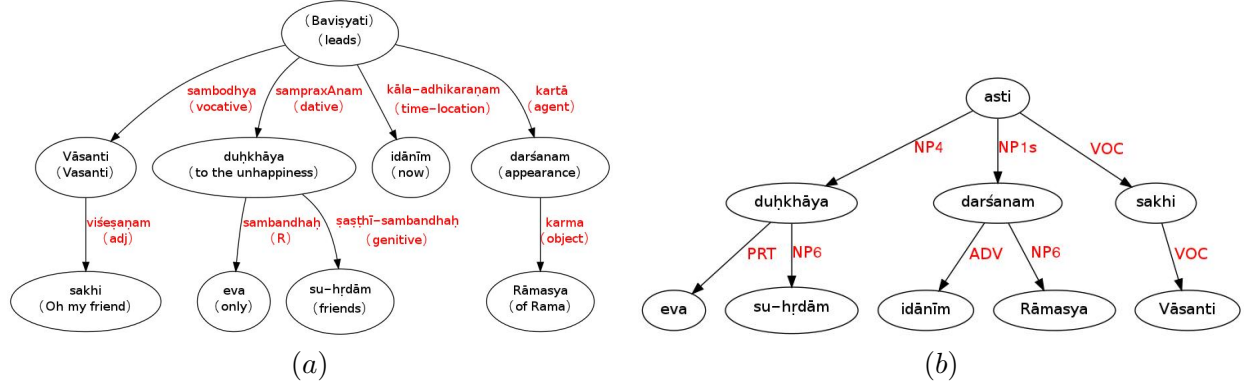 (Baviṣyati)
(leads)
sambodhya
(vocative)
sampraxAnam
(dative)
kāla-adhikaraṇam
(time-location)
kartā
(agent)
Vāsanti
(Vasanti)
duḥkhāya
(to the unhappiness)
idānīm
(now)
darśanam
(appearance)
viśeṣaṇam
(adj)
sambandhaḥ
(R)
ṣaṣṭhī-sambandhaḥ
(genitive)
karma
(object)
sakhi
(Oh my friend)
eva
(only)
su-hṛdām
(friends)
Rāmasya
(of Rama)
(a)
asti
NP4
NP1s
VOC
duḥkhāya
darśanam
sakhi
PRT
NP6
ADV
NP6
VOC
eva
su-hṛdām
idānīm
Rāmasya
Vāsanti
(b)